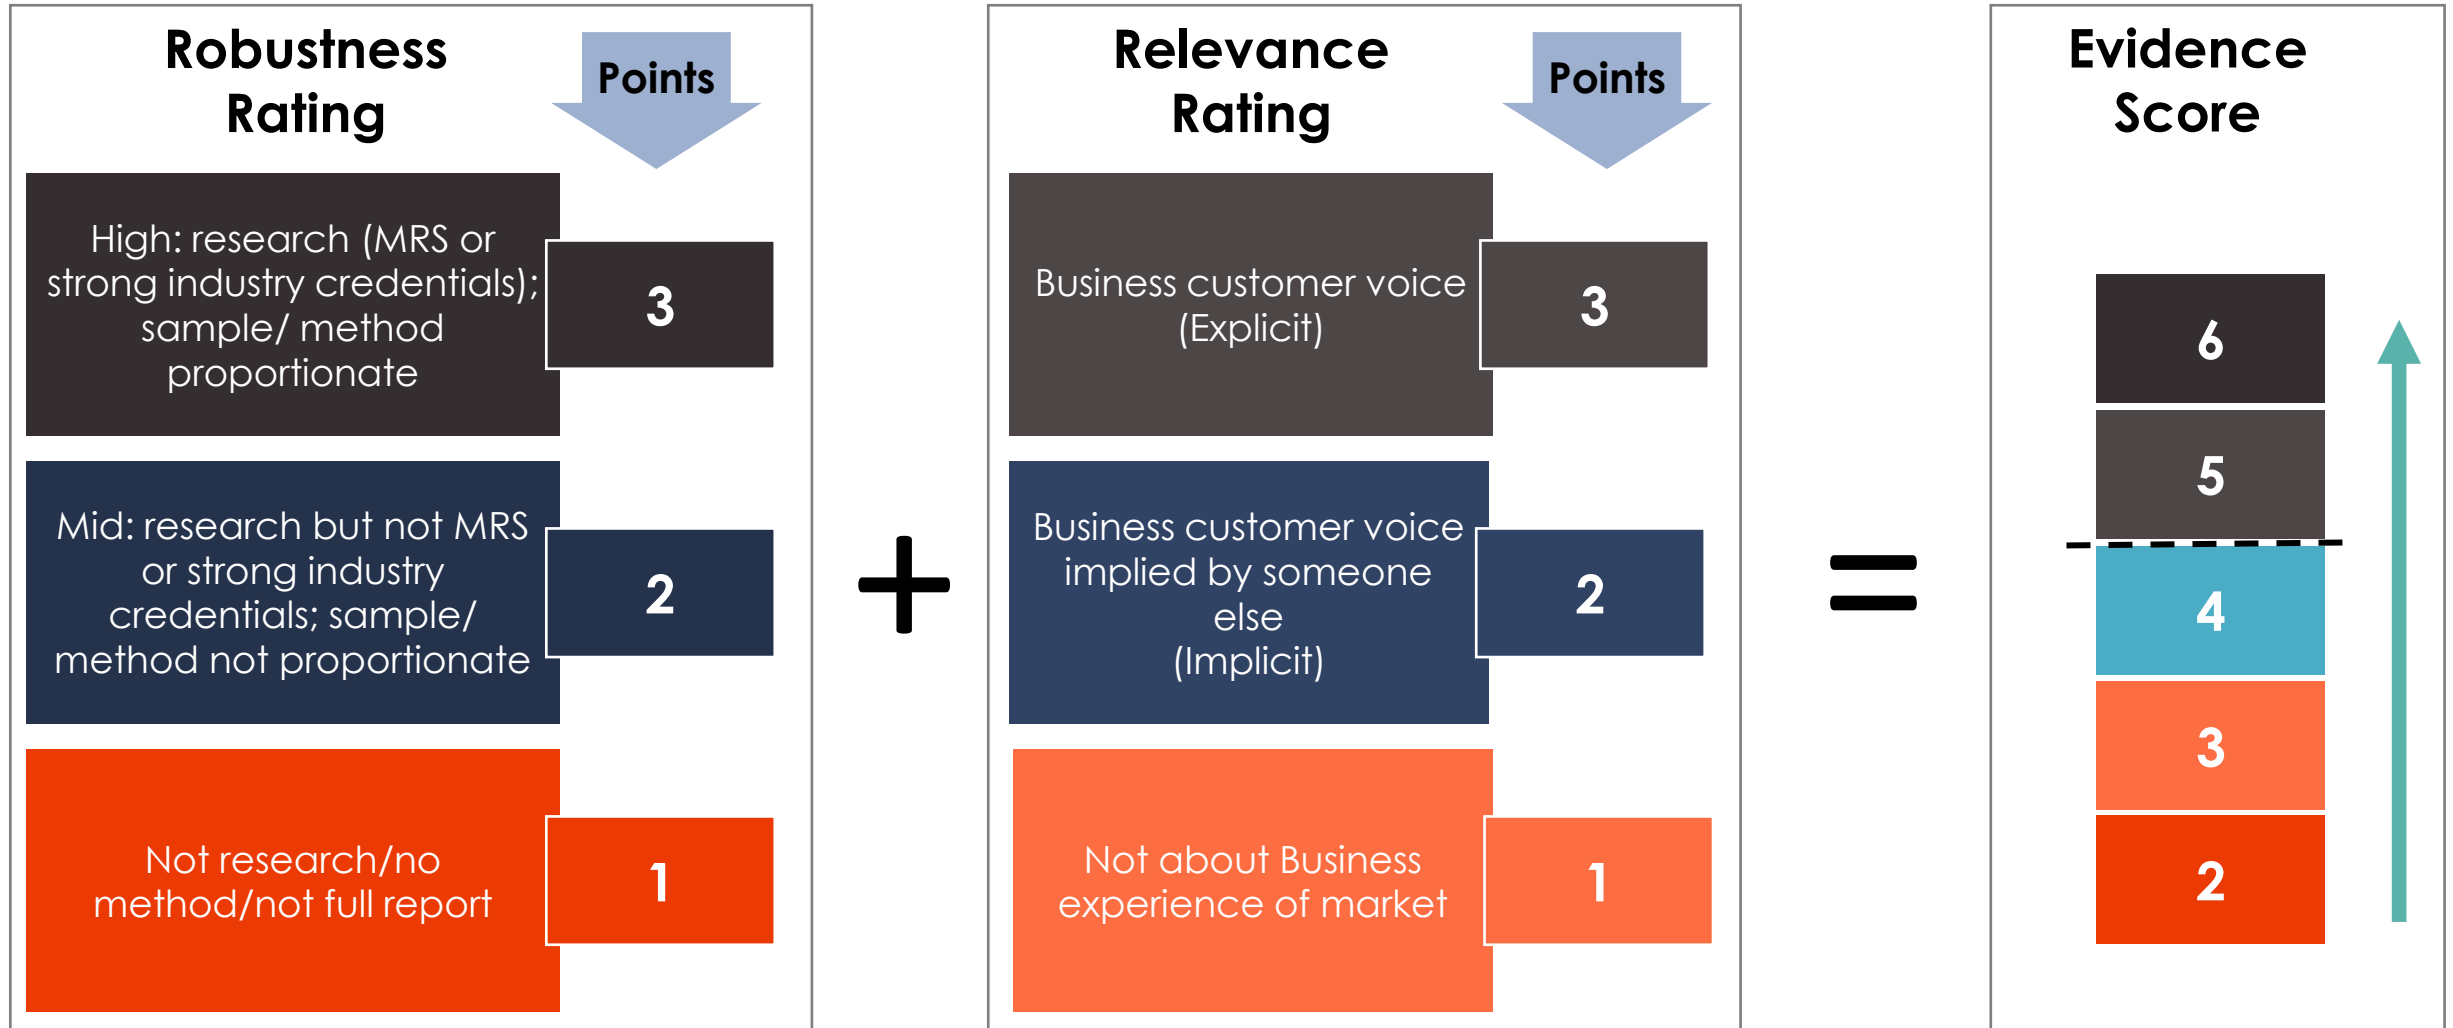 Robustness
Rating
Points
High: research (MRS or
strong industry credentials);
sample/ method
proportionate
3
Mid: research but not MRS
or strong industry
credentials; sample/
method not proportionate
2
Not research/no
method/not full report
1
+
Relevance
Rating
Points
Business customer voice
(Explicit)
3
Business customer voice
implied by someone
else
(Implicit)
2
Not about Business
experience of market
1
=
Evidence
Score
6
5
4
3
2